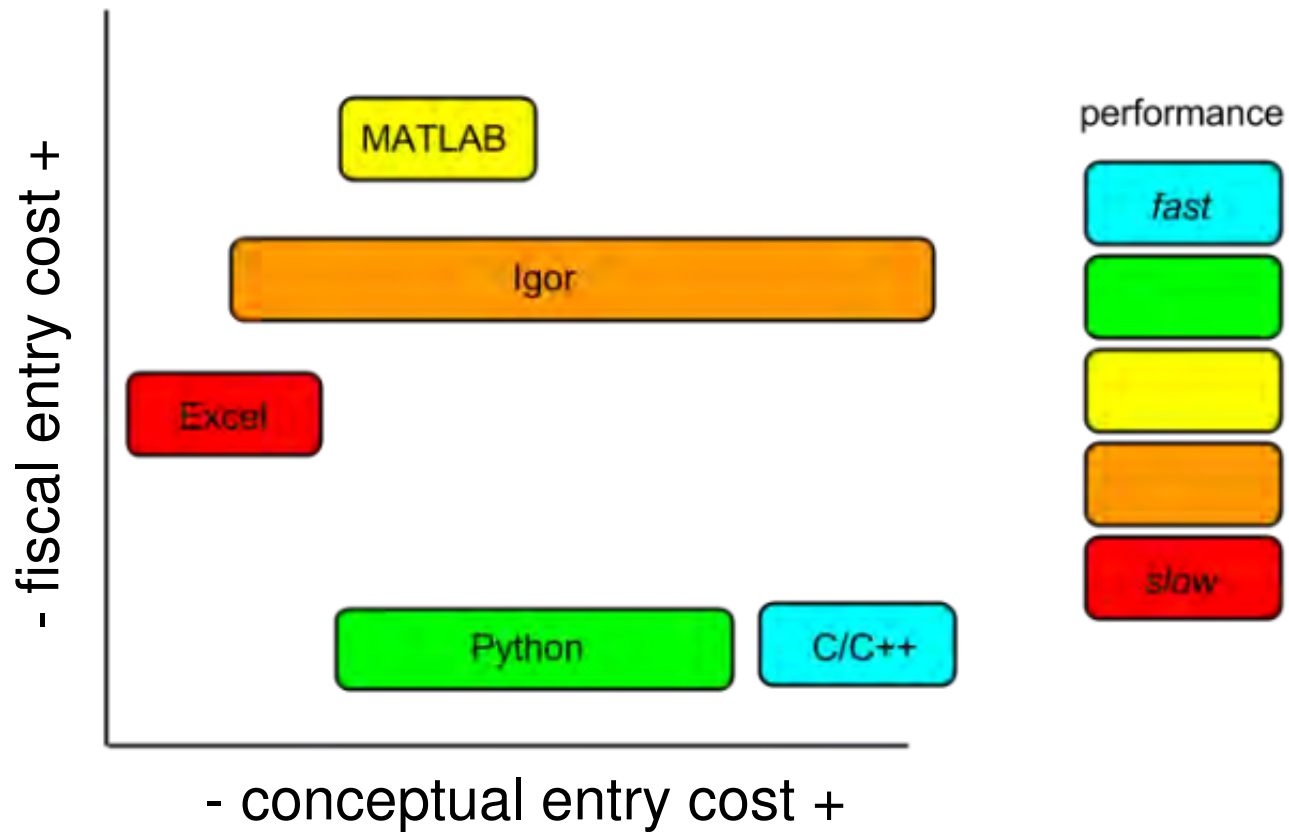 MATLAB
performance
fast
Igor
Excel
slow
Python
C/C++
- fiscal entry cost +
- conceptual entry cost +